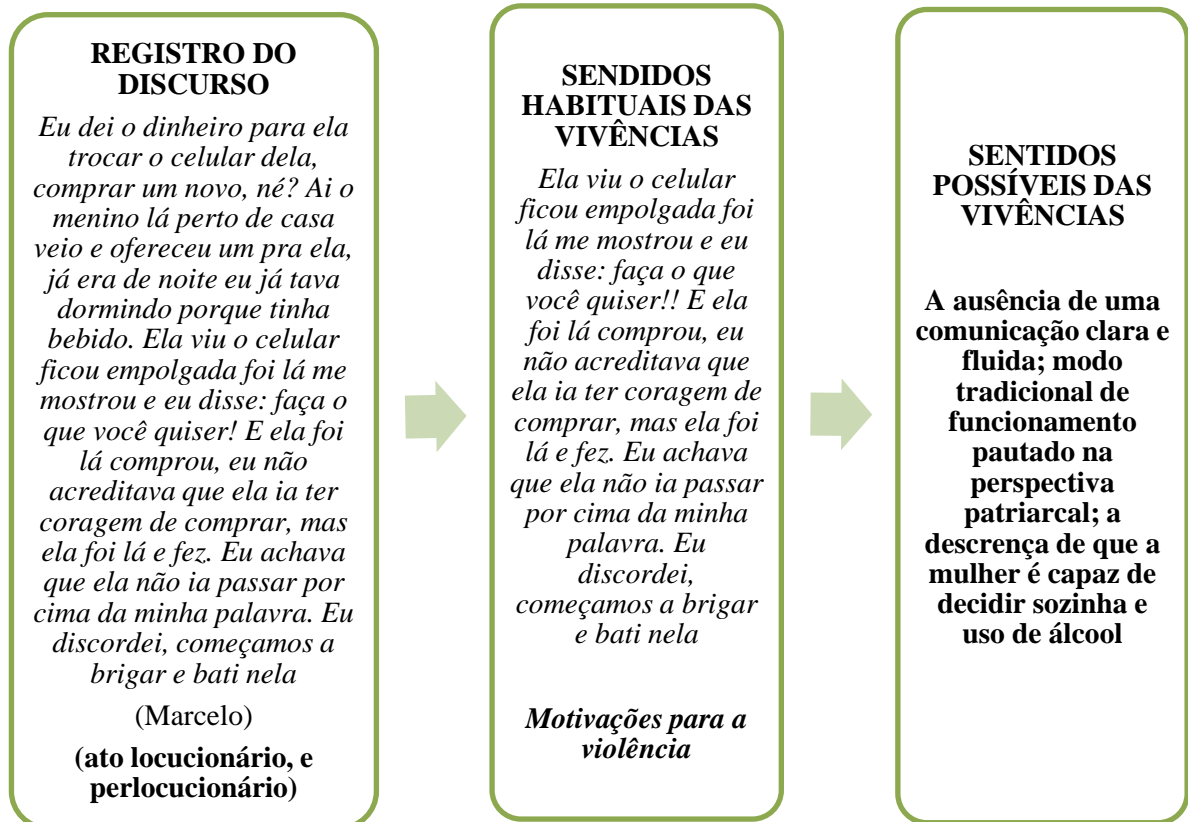 REGISTRO DO
DISCURSO
Eu dei o dinheiro para ela
trocar o celular dela,
comprar um novo, né? Ai o
menino lá perto de casa
veio e ofereceu um pra ela,
já era de noite eu já tava
dormindo porque tinha
bebido. Ela viu o celular
ficou empolgada foi lá me
mostrou e eu disse: faça o
que você quiser! E ela foi
lá comprou, eu não
acreditava que ela ia ter
coragem de comprar, mas
ela foi lá e fez. Eu achava
que ela não ia passar por
cima da minha palavra. Eu
discordei, começamos a
brigar e bati nela
(Marcelo)
(ato locucionário, e
perlocucionário)
SENDIDOS
HABITUAIS DAS
VIVÊNCIAS
Ela viu o celular
ficou empolgada foi
lá me mostrou e eu
disse: faça o que
você quiser!! E ela
foi lá comprou, eu
não acreditava que
ela ia ter coragem de
comprar, mas ela foi
lá e fez. Eu achava
que ela não ia passar
por cima da minha
palavra. Eu
discordei,
começamos a brigar
e bati nela
Motivações para a
violência
SENTIDOS
POSSÍVEIS DAS
VIVÊNCIAS
A ausência de uma
comunicação clara e
fluida; modo
tradicional de
funcionamento
pautado na
perspectiva
patriarcal; a
descrença de que a
mulher é capaz de
decidir sozinha e
uso de álcool